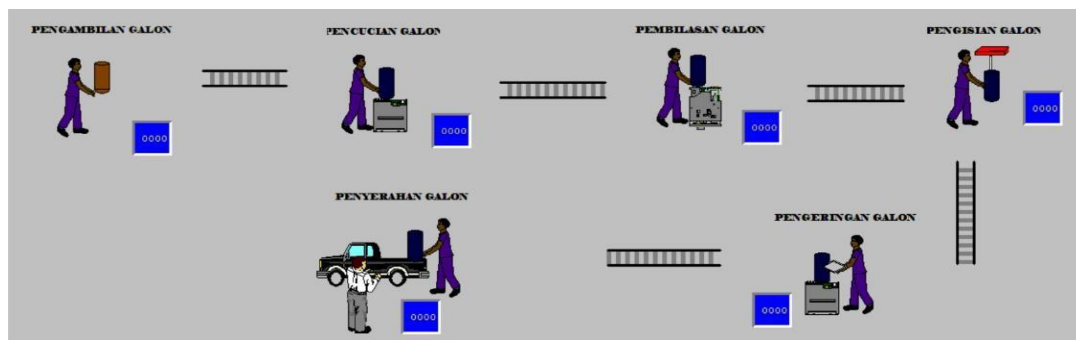 PENGAMBILAN GALON
PENCUCIAN GALON
PEMBILASAN GALON
PENGISIAN GALON
0000
0000
0000
0000
PENYERAHAN GALON
PENGERINGAN GALON
0000
0000